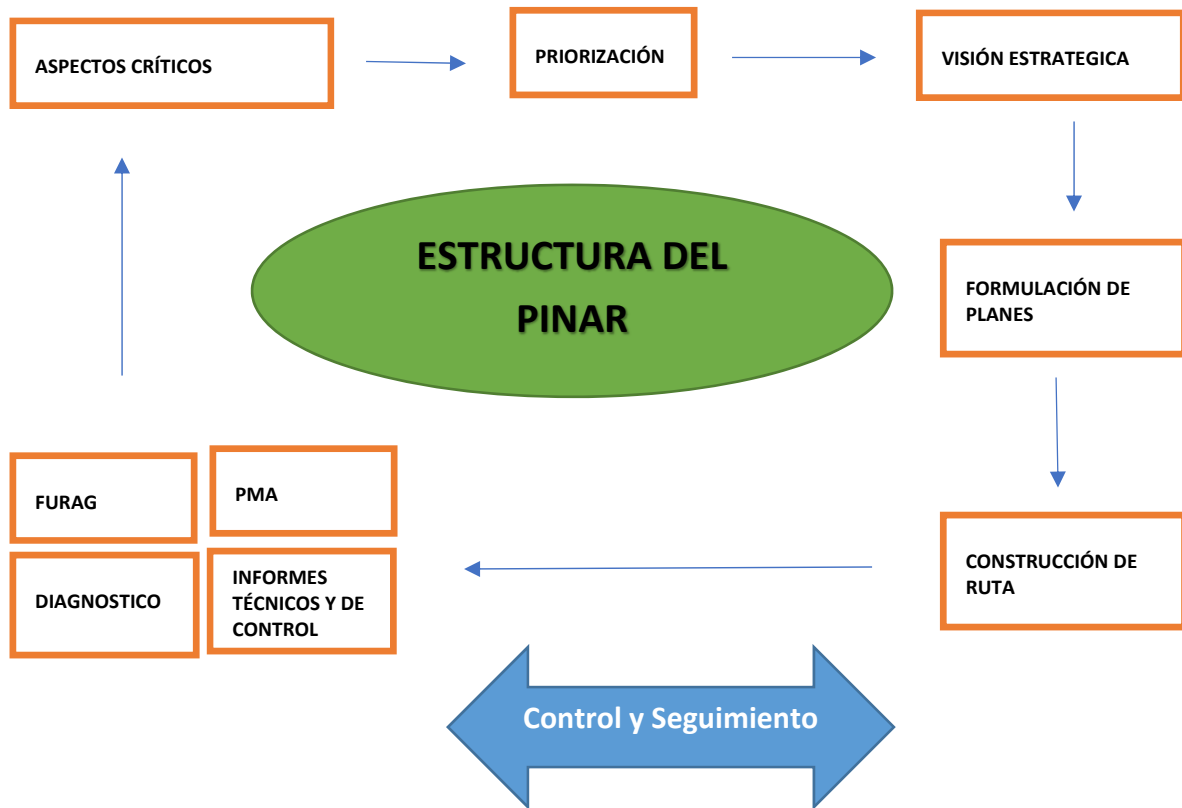 ASPECTOS CRÍTICOS
PRIORIZACIÓN
VISIÓN ESTRATEGICA
ESTRUCTURA DEL
PINAR
FORMULACIÓN DE
PLANES
FURAG
PMA
DIAGNOSTICO
INFORMES
TÉCNICOS Y DE
CONTROL
CONSTRUCCIÓN DE
RUTA
Control y Seguimiento